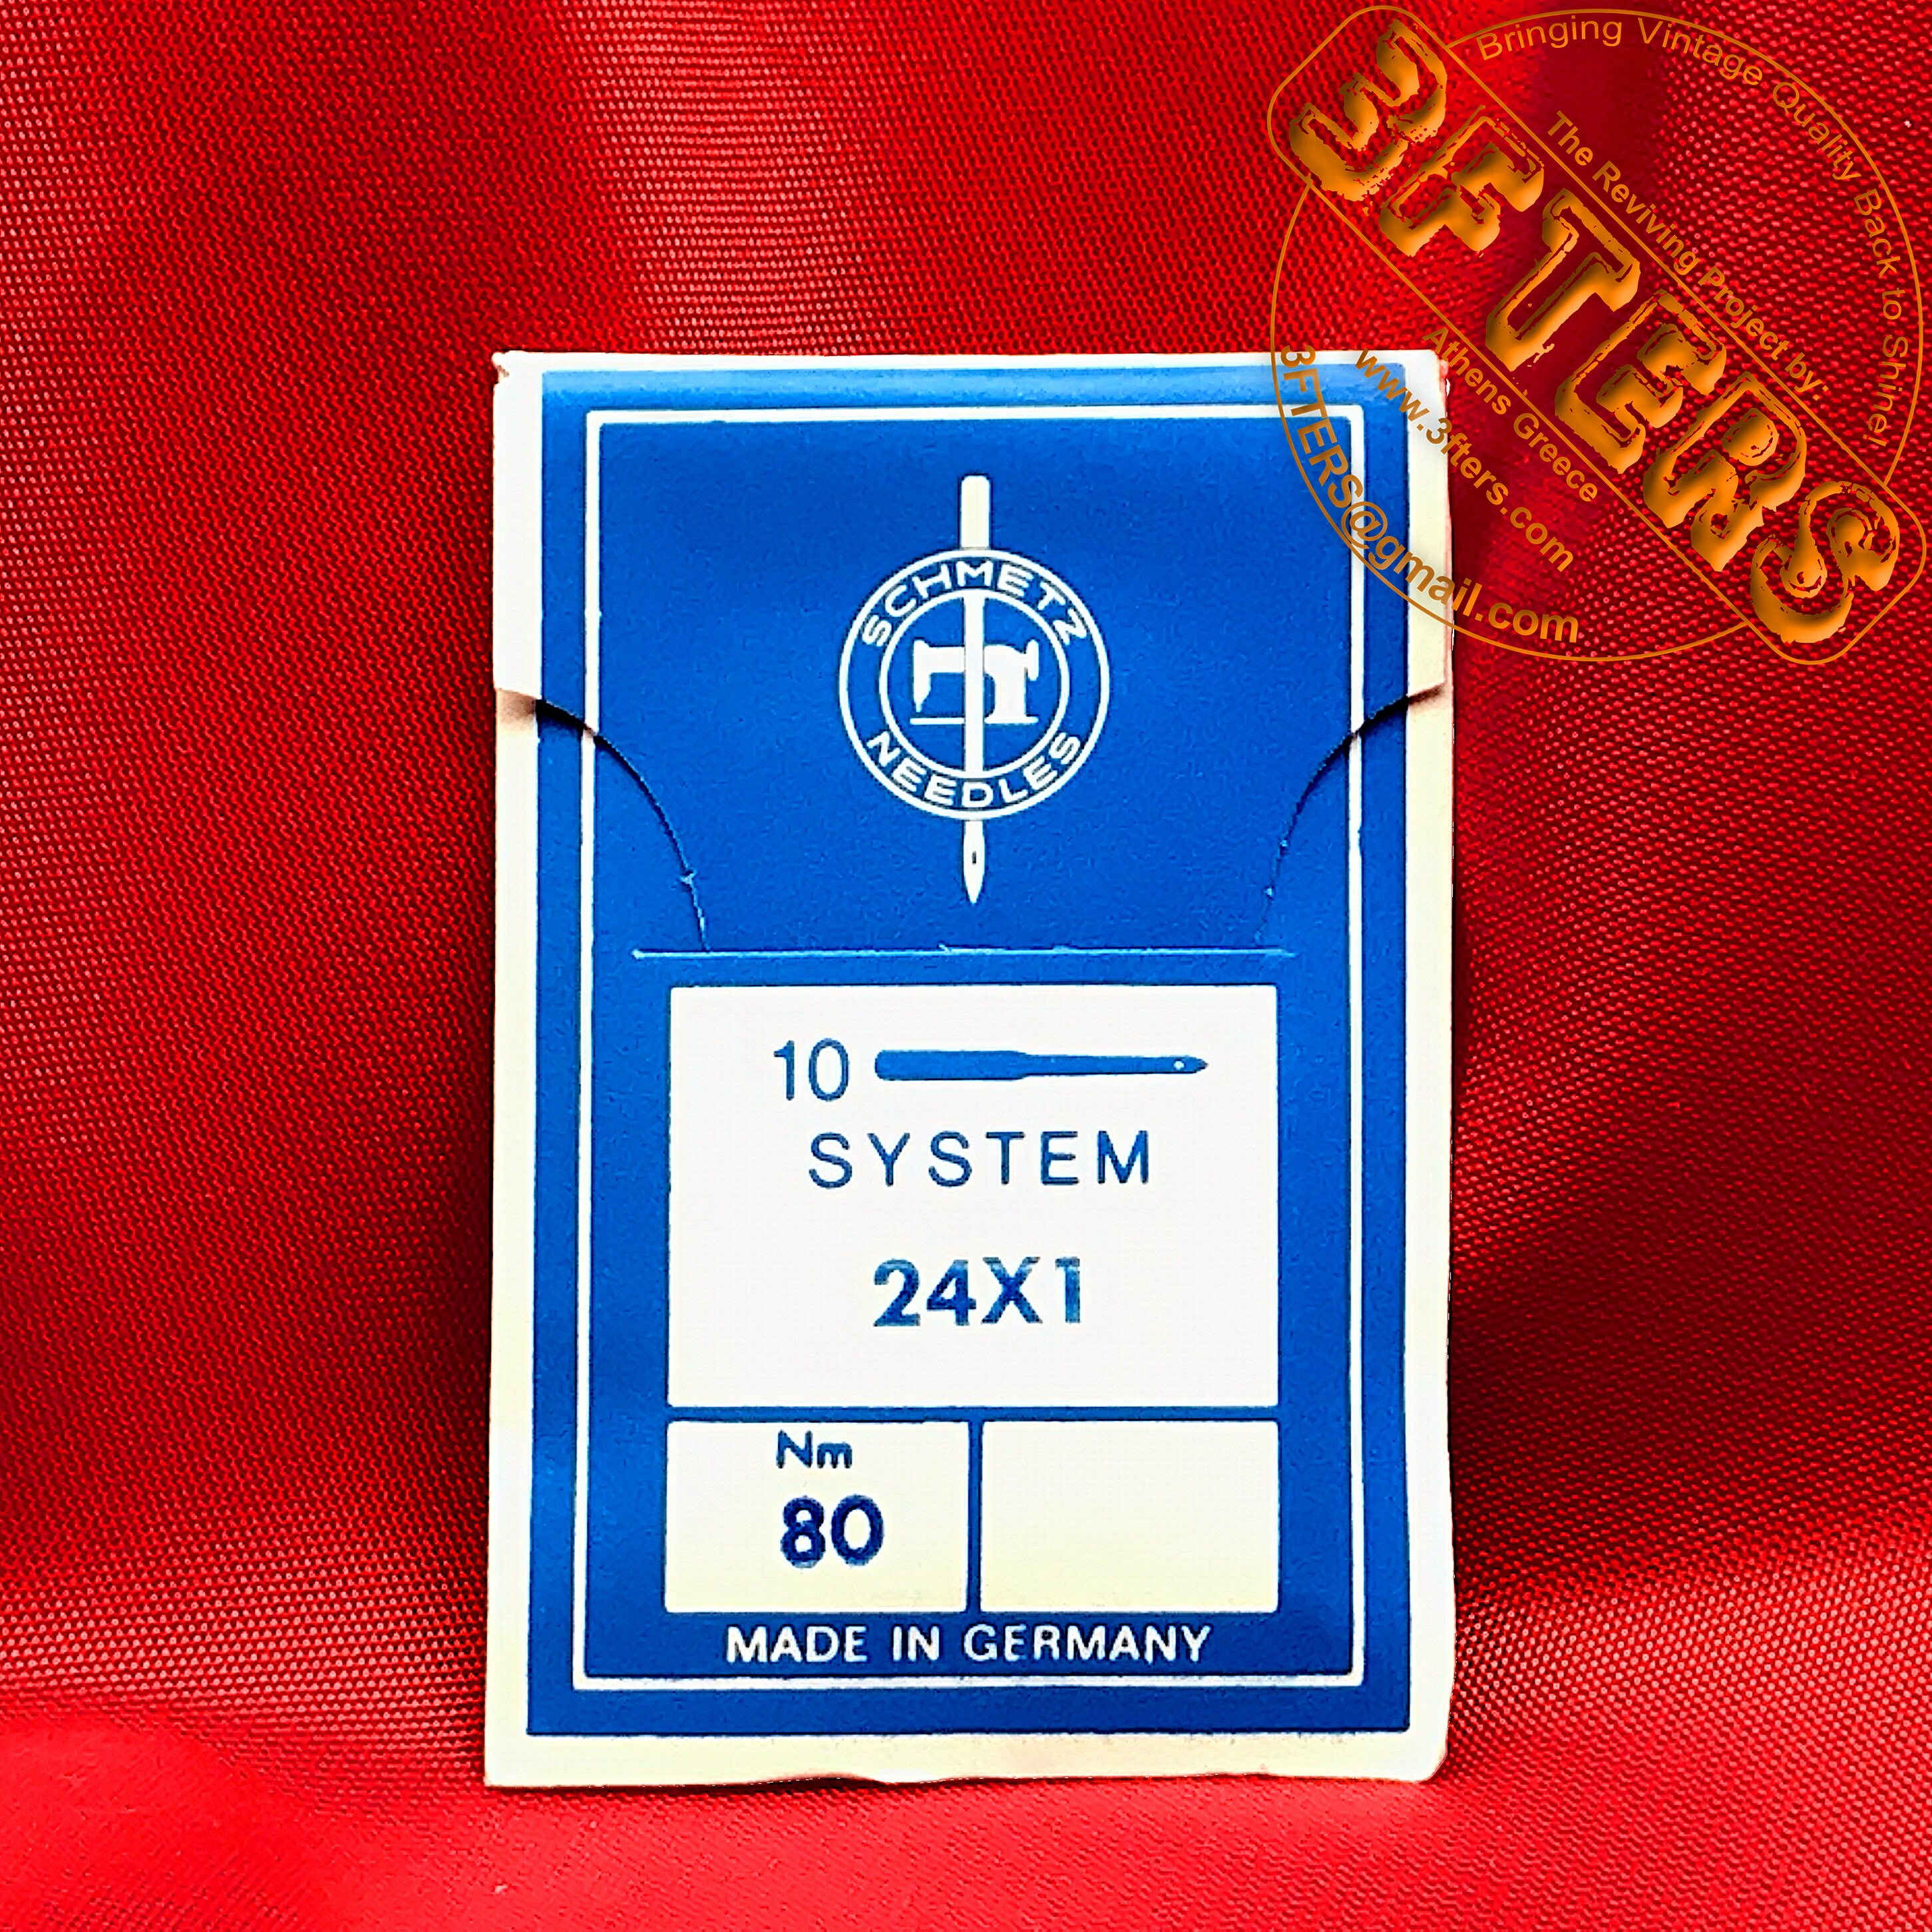 Bringing Vintage Quality Back to Shine!
The Reviving Project by:
3FTERS
Athens Greece
www.3fters.com
3FTERS@gmail.com
SCHMETZ
NEEDLES
10
SYSTEM
24X1
Nm
80
MADE IN GERMANY